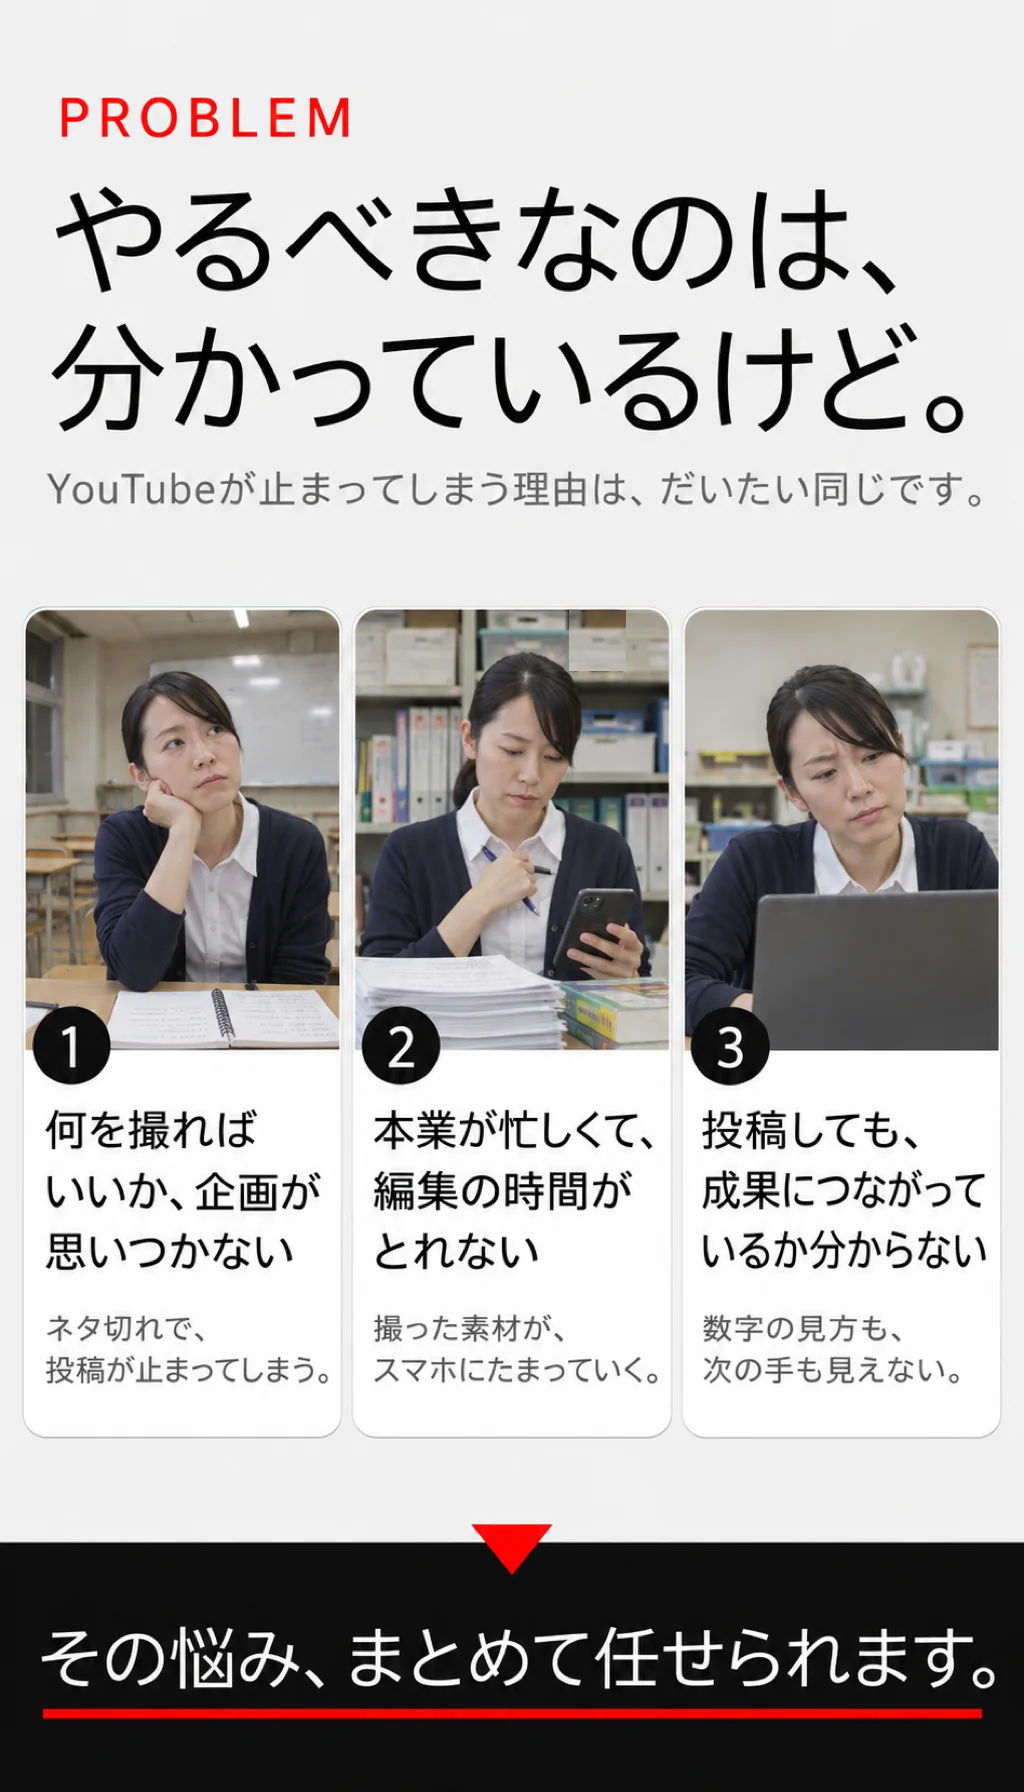 PROBLEM
やるべきなのは、
分かっているけど。
YouTubeが止まってしまう理由は、だいたい同じです。
1
何を撮れば
いいか、企画が
思いつかない
ネタ切れで、
投稿が止まってしまう。
2
本業が忙しくて、
編集の時間が
とれない
撮った素材が、
スマホにたまっていく。
3
投稿しても、
成果につながって
いるか分からない
数字の見方も、
次の手も見えない。
その悩み、まとめて任せられます。